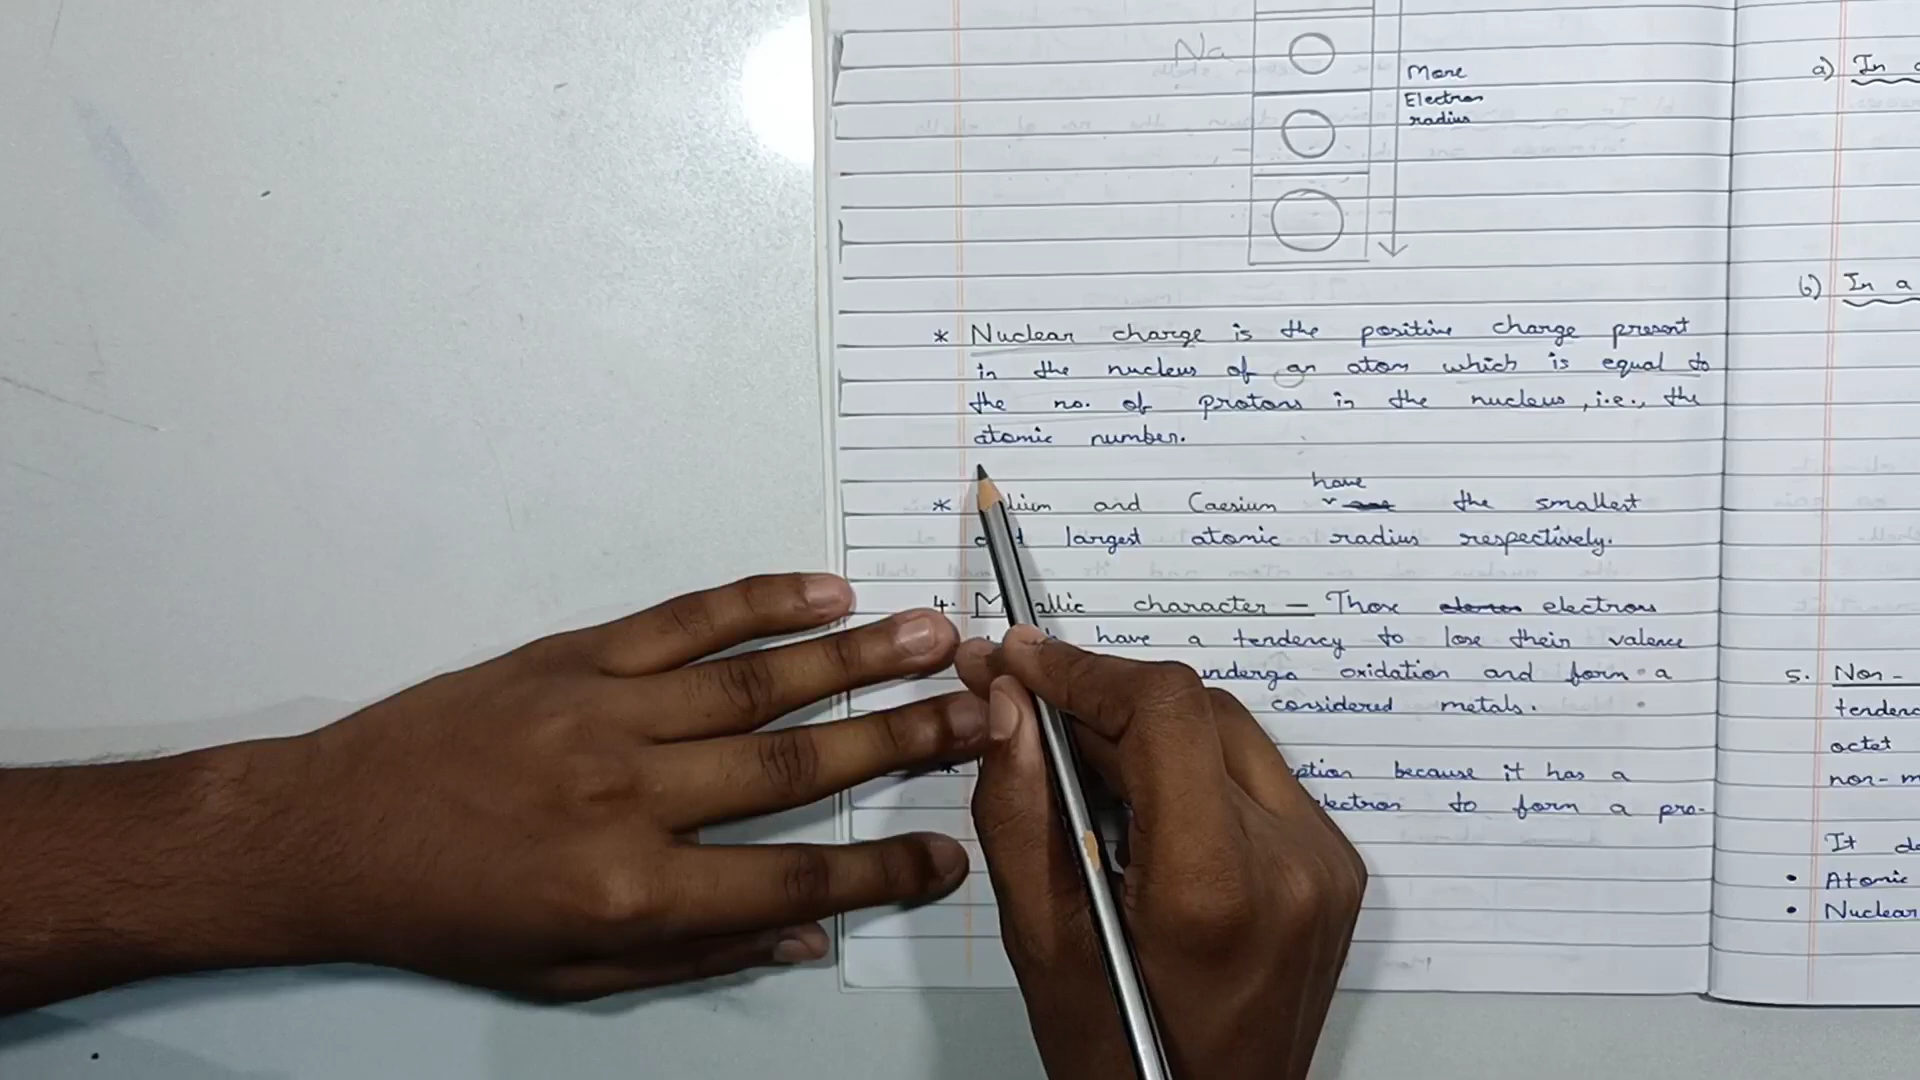 Na
More
Electron
radius
* Nuclear charge is the positive charge present
in the nucleus of an atom which is equal to
the no. of protons in the nucleus, i.e., the
atomic number.
have
* and Caesium the smallest
largest atomic radius respectively.
4. character — Those electrons
have a tendency to lose their valence
undergo oxidation and form a
considered metals.
* because it has a
to form a pro-
a) In
b) In a
5. Non-
octet
It
• Atomic
• Nuclear